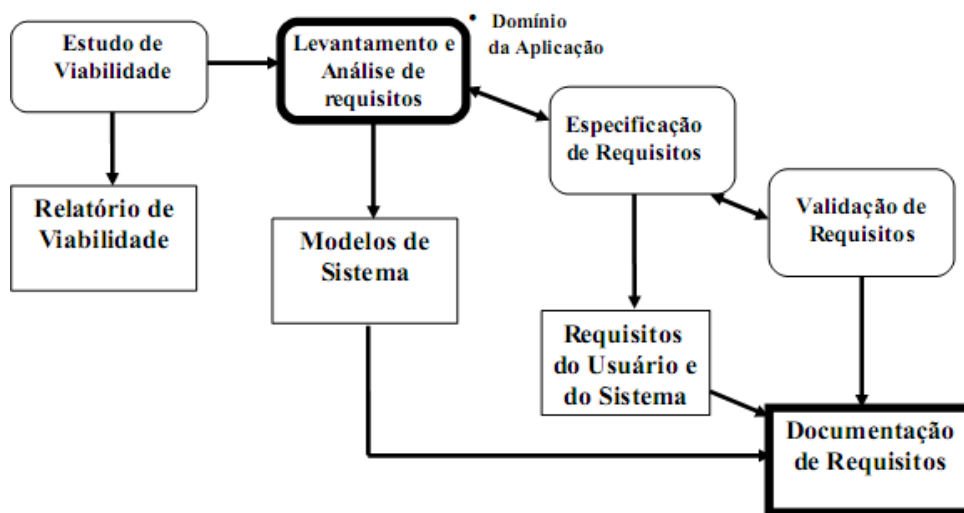 Estudo de
Viabilidade
Levantamento e
Análise de
requisitos
• Domínio
da Aplicação
Especificação
de Requisitos
Validação de
Requisitos
Relatório de
Viabilidade
Modelos de
Sistema
Requisitos
do Usuário e
do Sistema
Documentação
de Requisitos